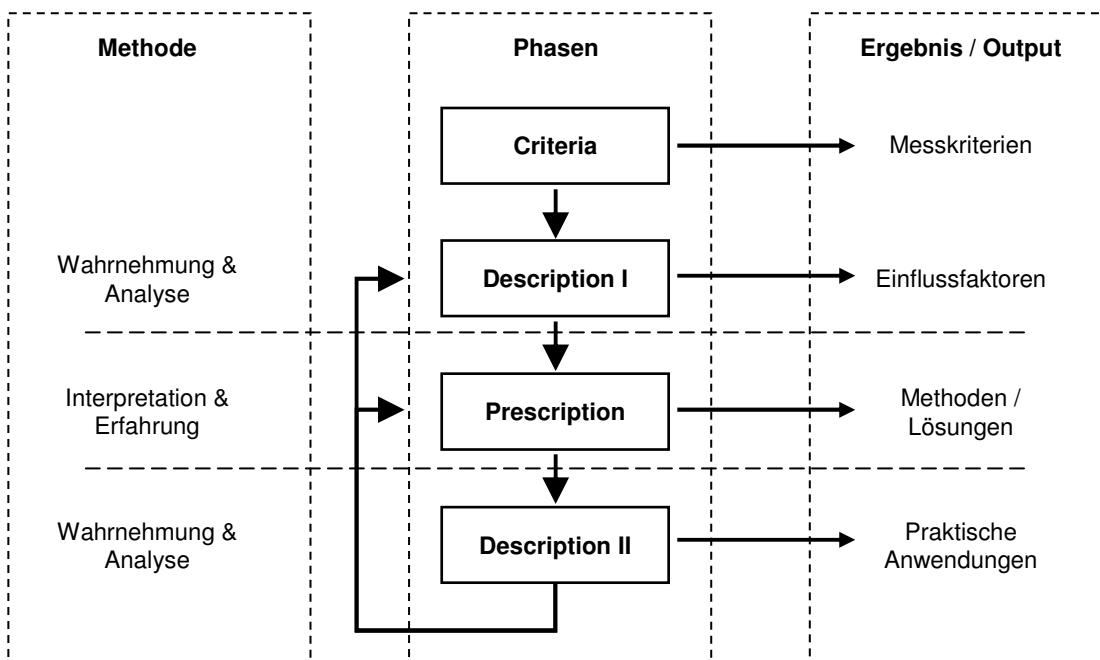 Methode
Phasen
Ergebnis / Output
Criteria
Messkriterien
Wahrnehmung &
Analyse
Description I
Einflussfaktoren
Interpretation &
Erfahrung
Prescription
Methoden /
Lösungen
Wahrnehmung &
Analyse
Description II
Praktische
Anwendungen